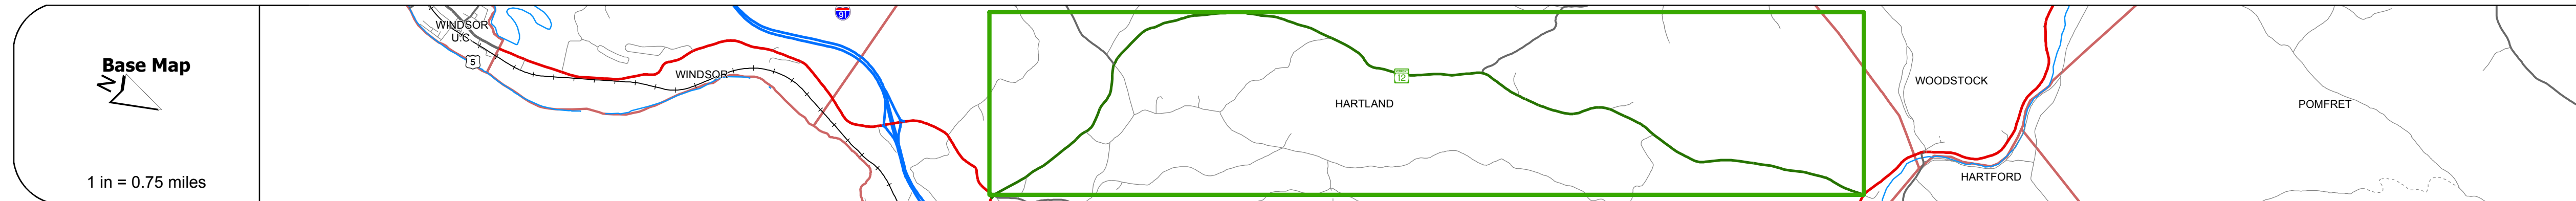 Base Map
N
1 in = 0.75 miles
WINDSOR
U.C
5
WINDSOR
91
HARTLAND
12
WOODSTOCK
HARTFORD
POMFRET